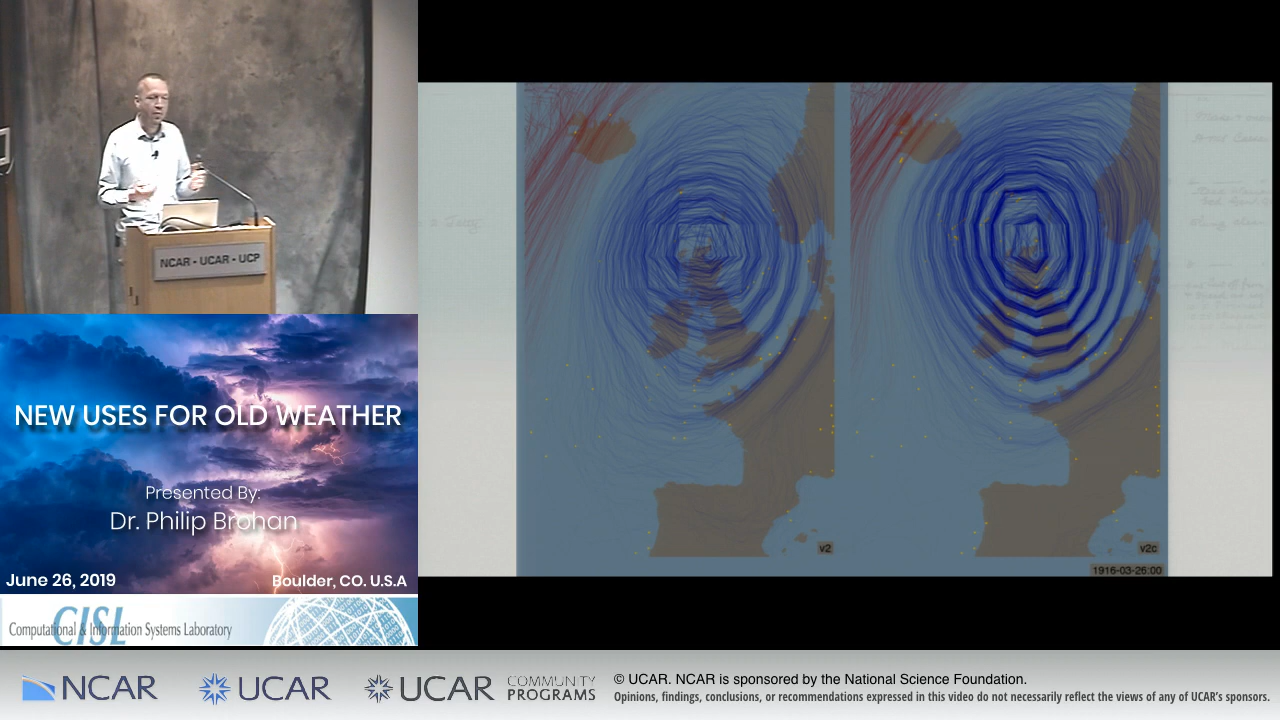 NCAR - UCAR - UCP
NEW USES FOR OLD WEATHER
Presented By:
Dr. Philip Brohan
June 26, 2019
Boulder, CO. U.S.A
CISL
Computational & Information Systems Laboratory
v2
v2c
1916-03-26:00
NCAR
UCAR
UCAR
COMMUNITY
PROGRAMS
© UCAR. NCAR is sponsored by the National Science Foundation.
Opinions, findings, conclusions, or recommendations expressed in this video do not necessarily reflect the views of any of UCAR's sponsors.